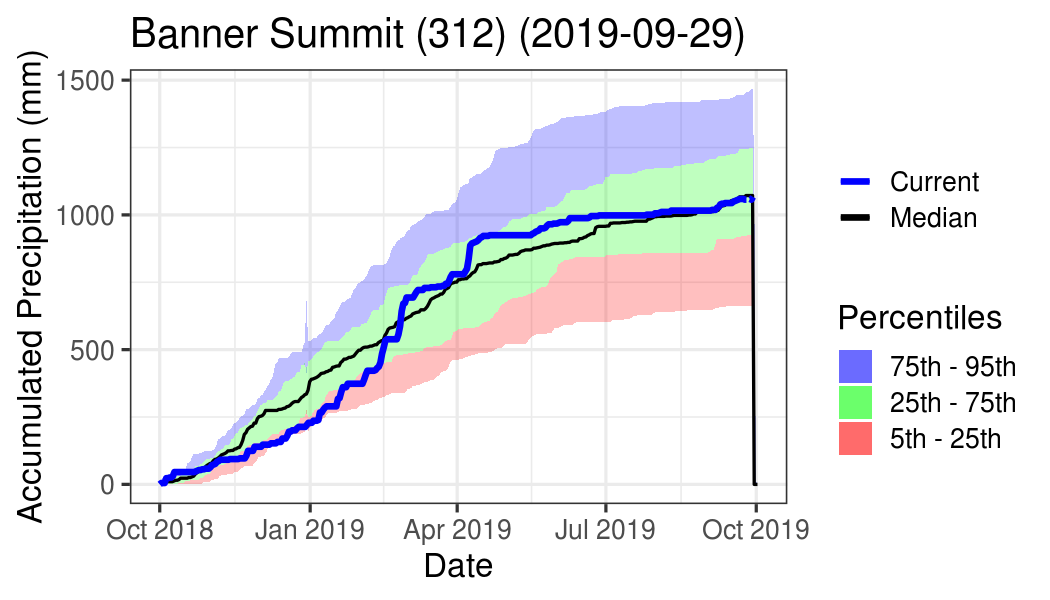 Banner Summit (312) (2019-09-29)
Accumulated Precipitation (mm)
1500
1000
500
0
Oct 2018
Jan 2019
Apr 2019
Jul 2019
Oct 2019
Date
Current
Median
Percentiles
75th - 95th
25th - 75th
5th - 25th